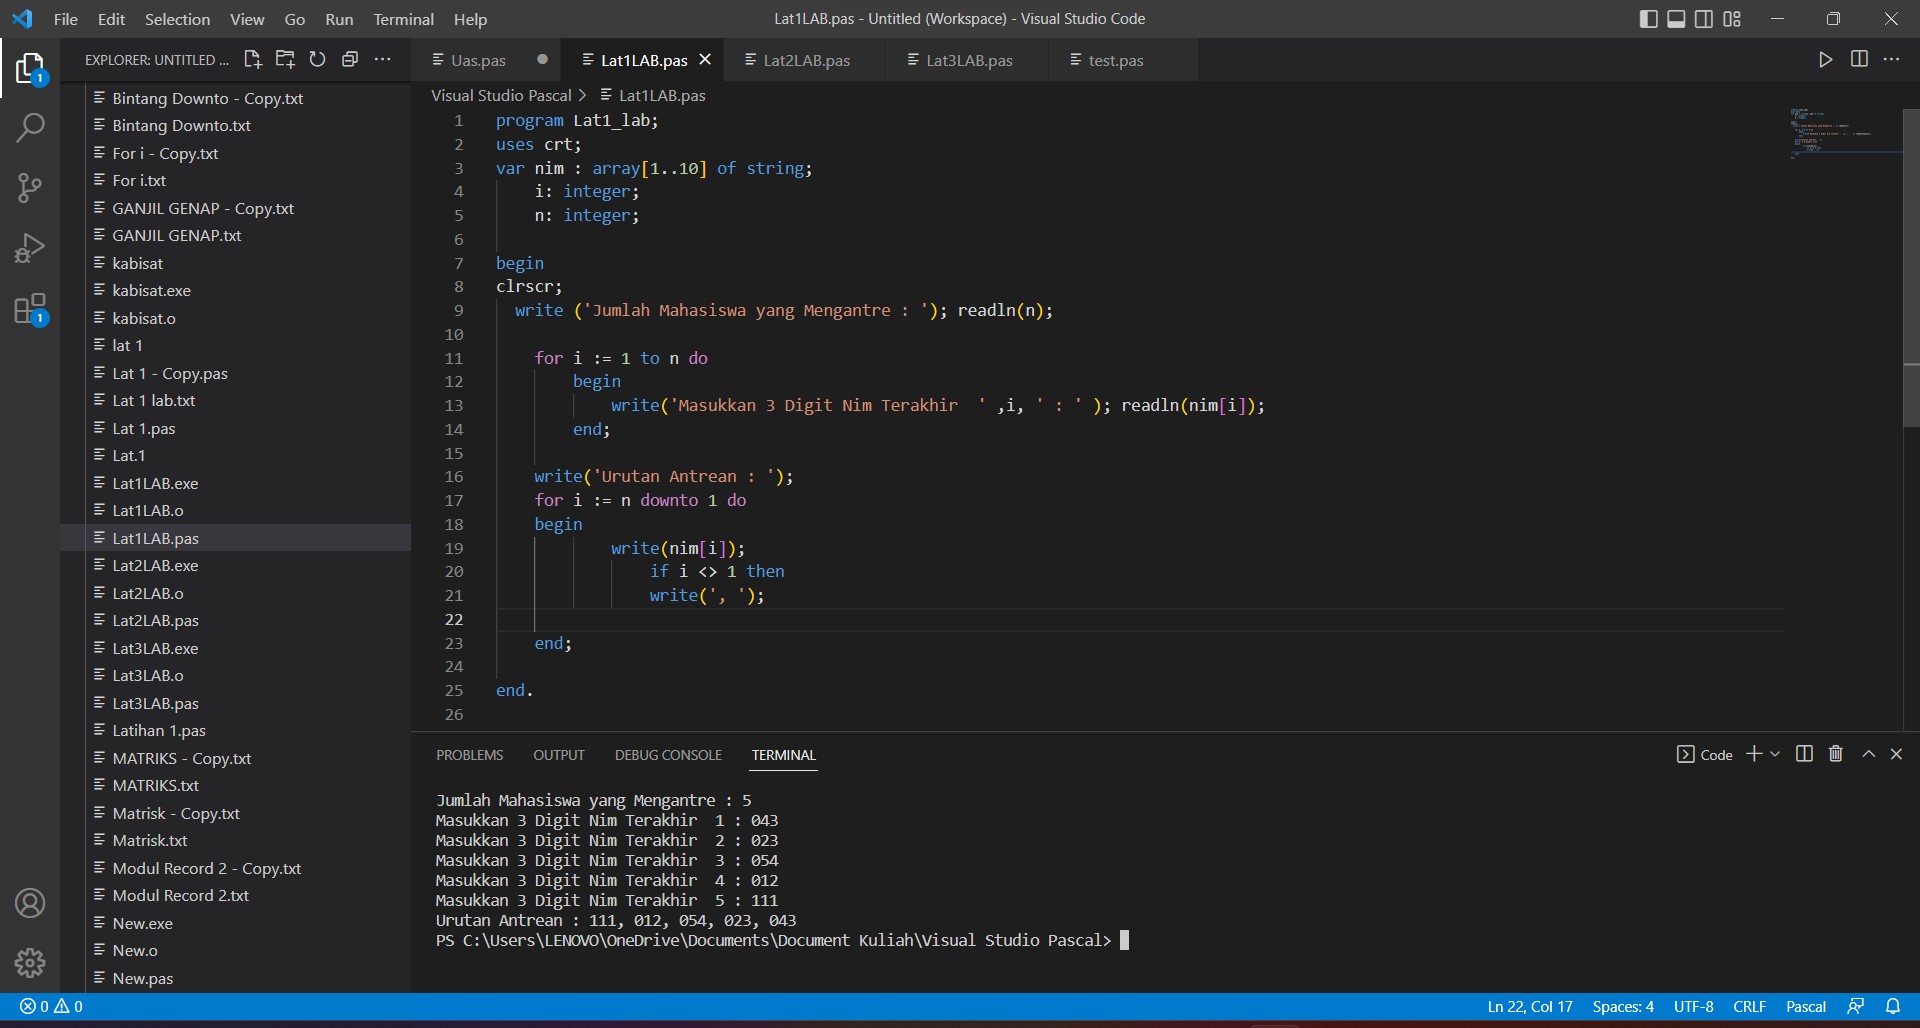 File Edit Selection View Go Run Terminal Help
Lat1LAB.pas - Untitled (Workspace) - Visual Studio Code
EXPLORER: UNTITLED ...
Uas.pas Lat1LAB.pas Lat2LAB.pas Lat3LAB.pas test.pas
1
1
Bintang Downto - Copy.txt
Bintang Downto.txt
For i - Copy.txt
For i.txt
GANJIL GENAP - Copy.txt
GANJIL GENAP.txt
kabisat
kabisat.exe
kabisat.o
lat 1
Lat 1 - Copy.pas
Lat 1 lab.txt
Lat 1.pas
Lat.1
Lat1LAB.exe
Lat1LAB.o
Lat1LAB.pas
Lat2LAB.exe
Lat2LAB.o
Lat2LAB.pas
Lat3LAB.exe
Lat3LAB.o
Lat3LAB.pas
Latihan 1.pas
MATRIKS - Copy.txt
MATRIKS.txt
Matrisk - Copy.txt
Matrisk.txt
Modul Record 2 - Copy.txt
Modul Record 2.txt
New.exe
New.o
New.pas
Visual Studio Pascal > Lat1LAB.pas
1 program Lat1_lab;
2 uses crt;
3 var nim : array[1..10] of string;
4 i: integer;
5 n: integer;
6
7 begin
8 clrscr;
9 write ('Jumlah Mahasiswa yang Mengantre : '); readln(n);
10
11 for i := 1 to n do
12 begin
13 write('Masukkan 3 Digit Nim Terakhir  ' ,i, ' : ' ); readln(nim[i]);
14 end;
15
16 write('Urutan Antrean : ');
17 for i := n downto 1 do
18 begin
19 write(nim[i]);
20 if i <> 1 then
21 write(', ');
22
23 end;
24
25 end.
26
PROBLEMS OUTPUT DEBUG CONSOLE TERMINAL
Code
Jumlah Mahasiswa yang Mengantre : 5
Masukkan 3 Digit Nim Terakhir  1 : 043
Masukkan 3 Digit Nim Terakhir  2 : 023
Masukkan 3 Digit Nim Terakhir  3 : 054
Masukkan 3 Digit Nim Terakhir  4 : 012
Masukkan 3 Digit Nim Terakhir  5 : 111
Urutan Antrean : 111, 012, 054, 023, 043
PS C:\Users\LENOVO\OneDrive\Documents\Document Kuliah\Visual Studio Pascal>
0 0
Ln 22, Col 17 Spaces: 4 UTF-8 CRLF Pascal